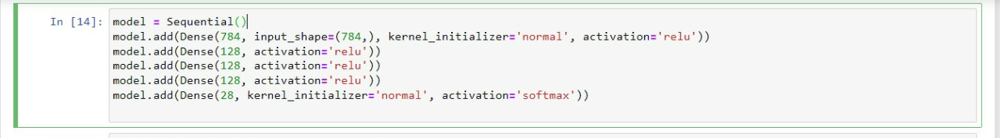 In [14]: model = Sequential()
model.add(Dense(784, input_shape=(784,), kernel_initializer='normal', activation='relu'))
model.add(Dense(128, activation='relu'))
model.add(Dense(128, activation='relu'))
model.add(Dense(128, activation='relu'))
model.add(Dense(28, kernel_initializer='normal', activation='softmax'))